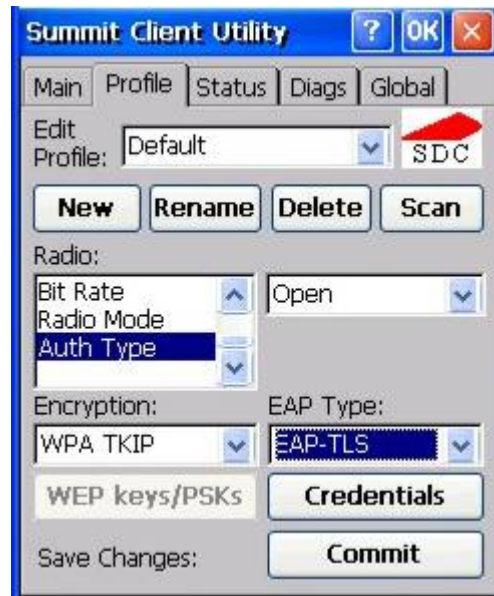 Summit Client Utility ? OK ×
Main Profile Status Diags Global
Edit
Profile: Default
SDC
New Rename Delete Scan
Radio:
Bit Rate
Radio Mode
Auth Type
Open
Encryption: EAP Type:
WPA TKIP EAP-TLS
WEP keys/PSKs Credentials
Save Changes: Commit